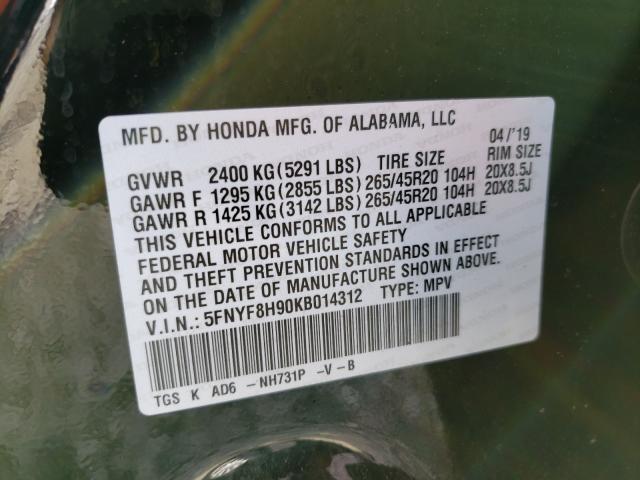 MFD. BY HONDA MFG. OF ALABAMA, LLC 04/'19
GVWR 2400 KG (5291 LBS) TIRE SIZE RIM SIZE
GAWR F 1295 KG (2855 LBS) 265/45R20 104H 20X8.5J
GAWR R 1425 KG (3142 LBS) 265/45R20 104H 20X8.5J
THIS VEHICLE CONFORMS TO ALL APPLICABLE
FEDERAL MOTOR VEHICLE SAFETY
AND THEFT PREVENTION STANDARDS IN EFFECT
ON THE DATE OF MANUFACTURE SHOWN ABOVE.
V.I.N.: 5FNYF8H90KB014312 TYPE: MPV
TGS K AD6 -NH731P -V-B